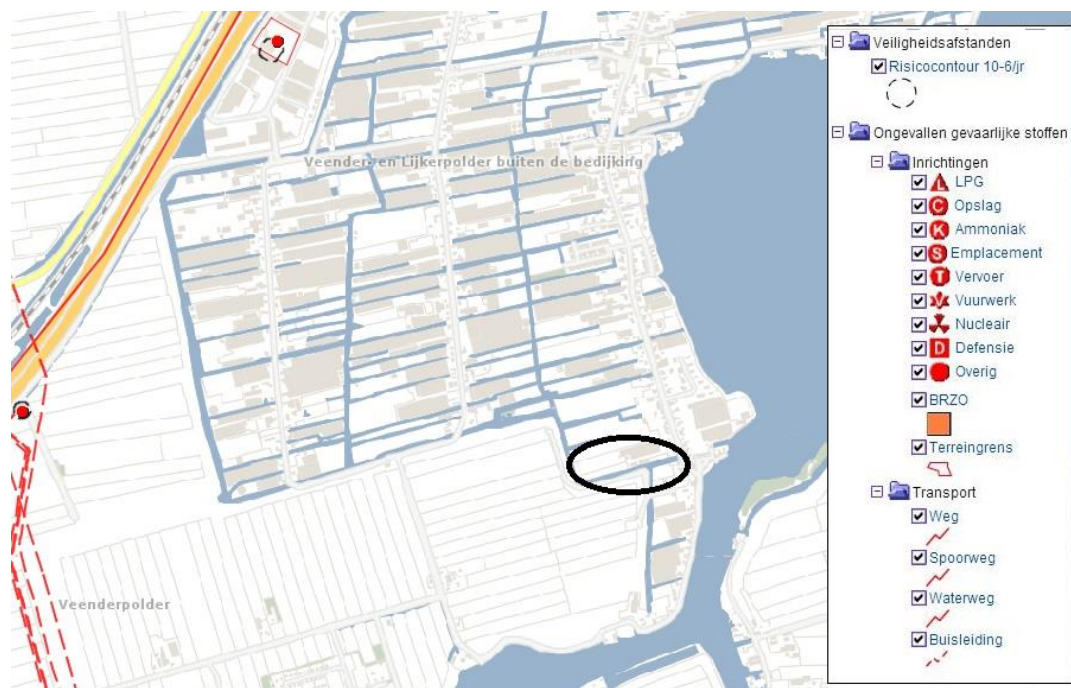 Veender- en Lijkerpolder buiten de bedijking
Veenderpolder
Veiligheidsafstanden
Risicocontour 10-6/jr
Ongevallen gevaarlijke stoffen
Inrichtingen
L LPG
C Opslag
K Ammoniak
S Emplacement
T Vervoer
Vuurwerk
Nucleair
D Defensie
Overig
BRZO
Terreingrens
Transport
Weg
Spoorweg
Waterweg
Buisleiding